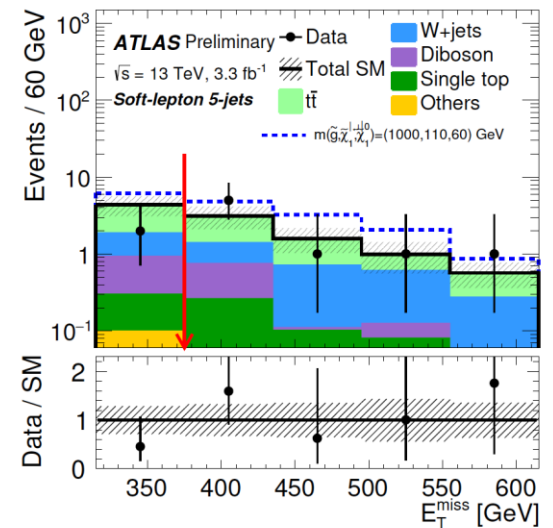 Events / 60 GeV
10³
10²
10
1
10⁻¹
ATLAS Preliminary
√s = 13 TeV, 3.3 fb⁻¹
Soft-lepton 5-jets
Data
Total SM
tt̄
W+jets
Diboson
Single top
Others
m(g̃,χ̃₁^±,χ̃₁⁰)=(1000,110,60) GeV
Data / SM
2
1
0
350 400 450 500 550 600
E_T^miss [GeV]